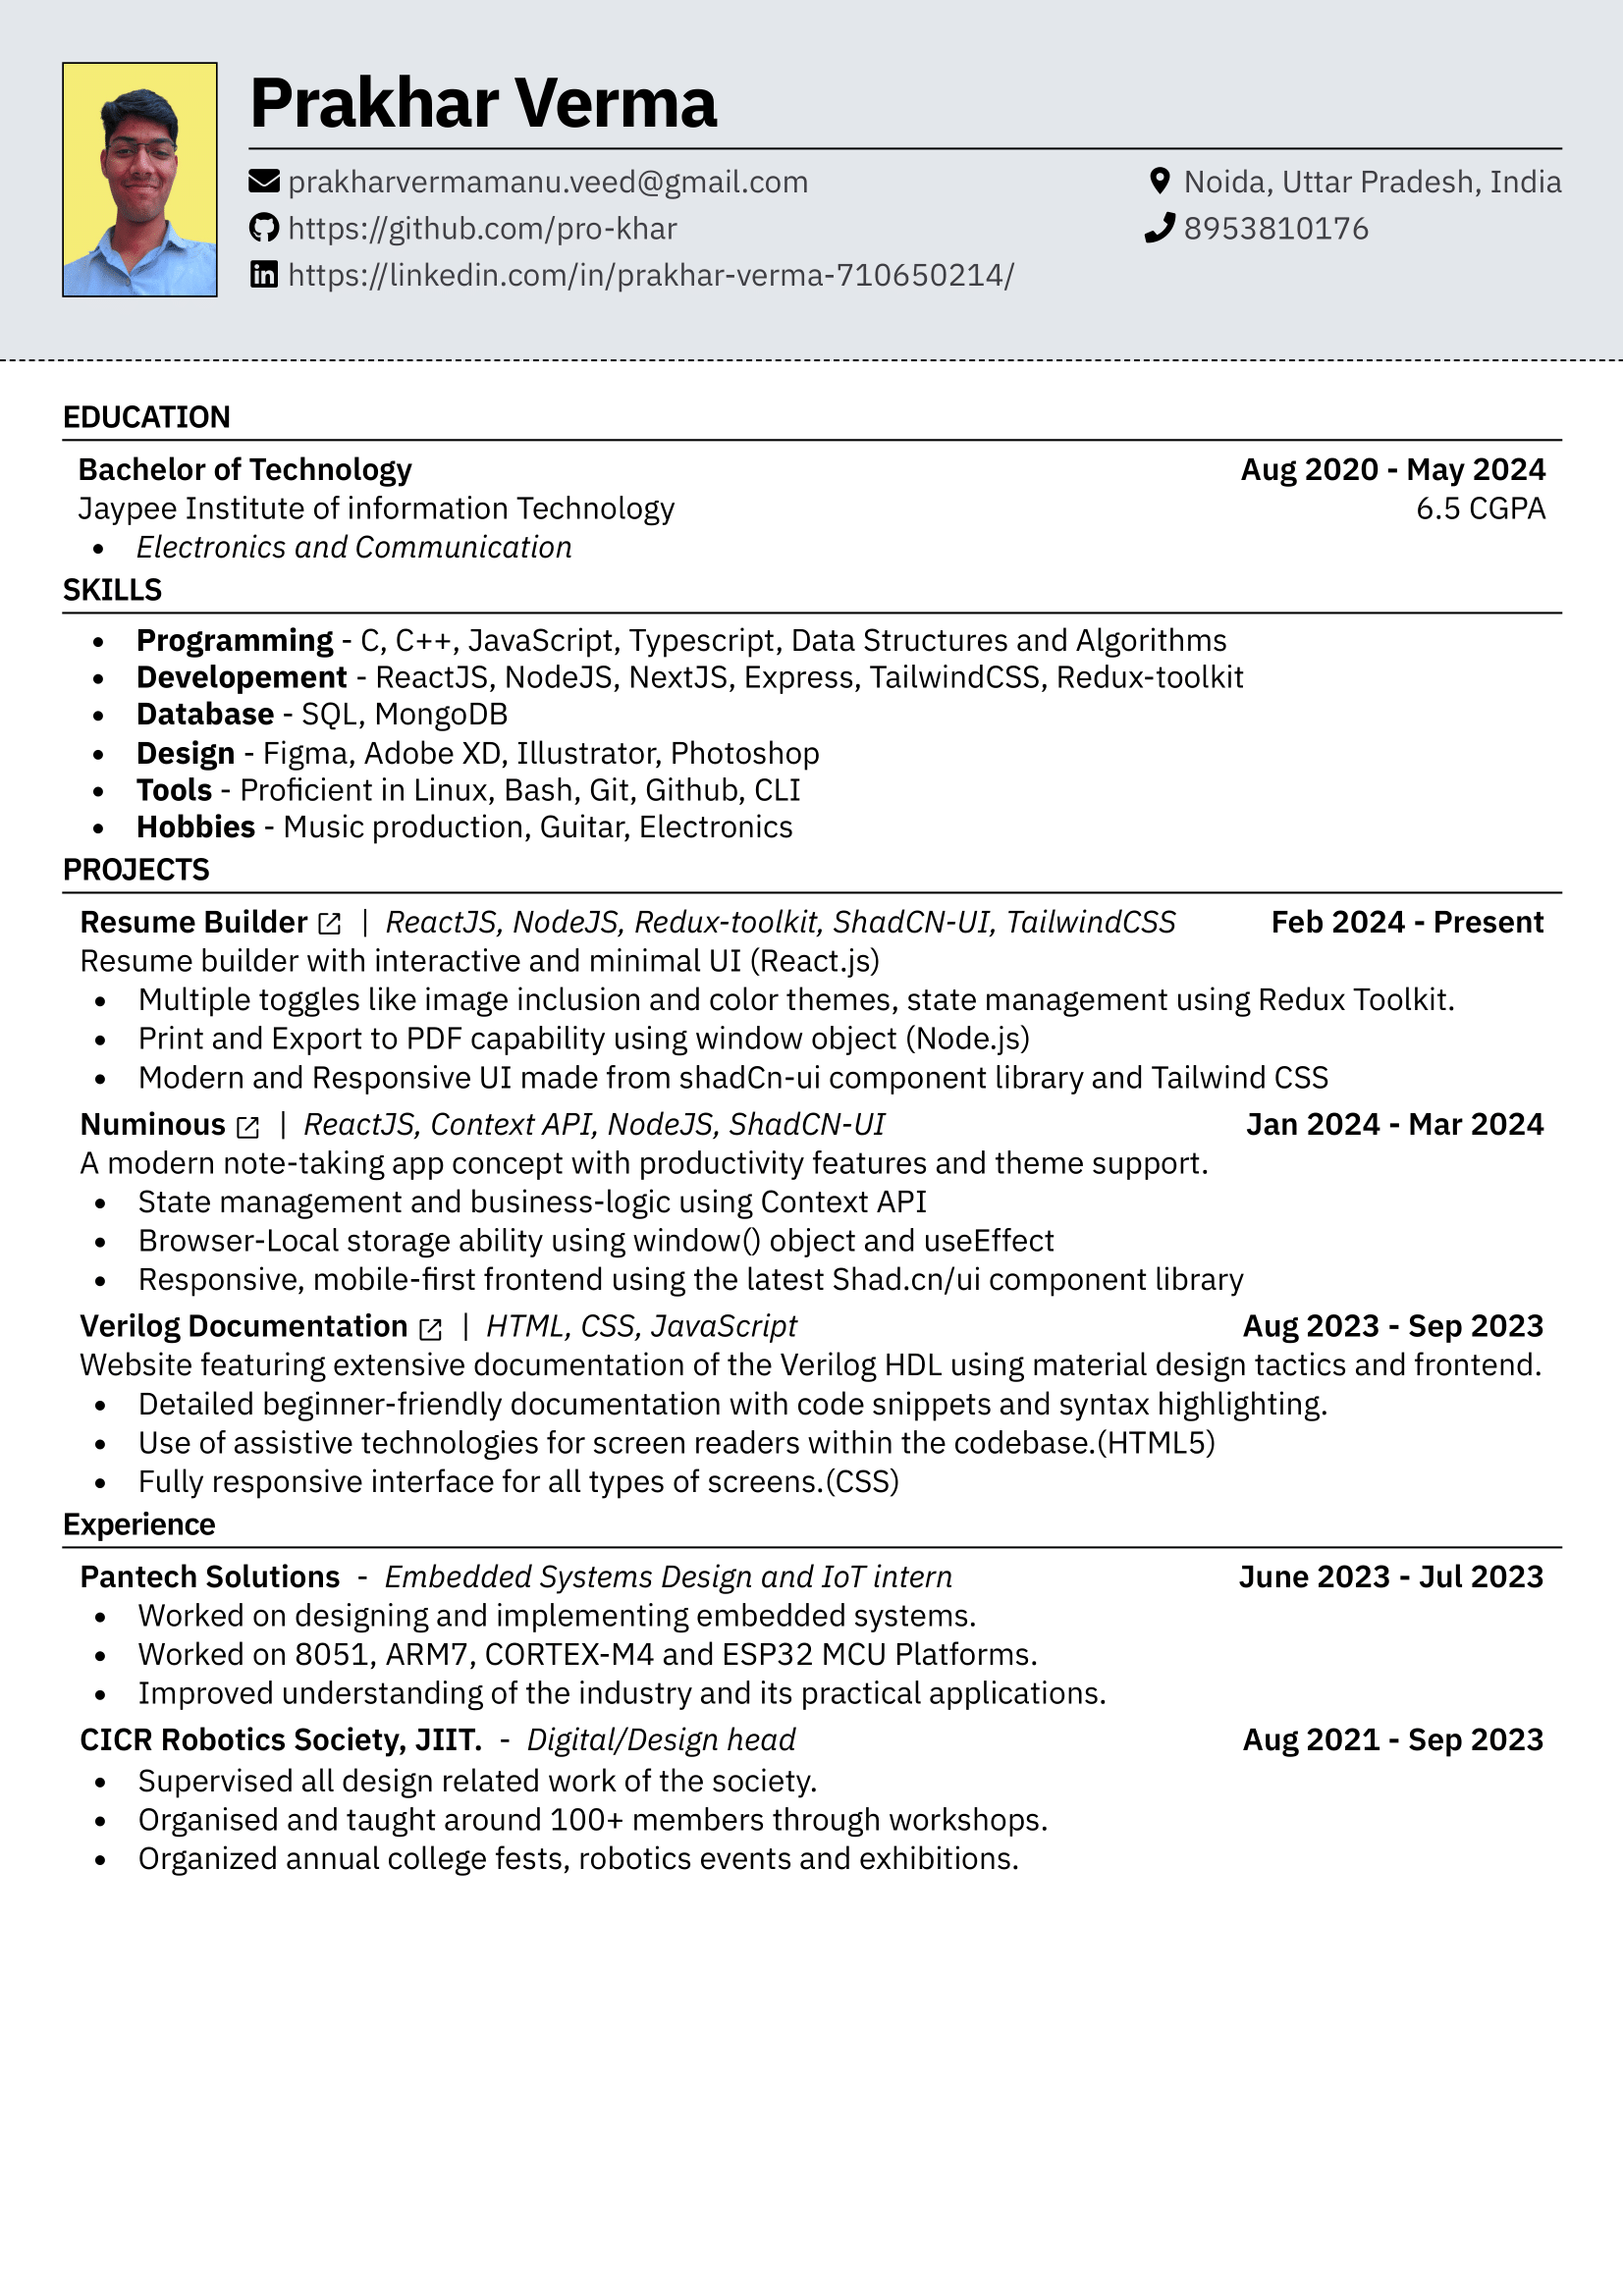 Prakhar Verma
prakharvermamanu.veed@gmail.com Noida, Uttar Pradesh, India
https://github.com/pro-khar 8953810176
https://linkedin.com/in/prakhar-verma-710650214/
EDUCATION
Bachelor of Technology Aug 2020 - May 2024
Jaypee Institute of information Technology 6.5 CGPA
• Electronics and Communication
SKILLS
• Programming - C, C++, JavaScript, Typescript, Data Structures and Algorithms
• Developement - ReactJS, NodeJS, NextJS, Express, TailwindCSS, Redux-toolkit
• Database - SQL, MongoDB
• Design - Figma, Adobe XD, Illustrator, Photoshop
• Tools - Proficient in Linux, Bash, Git, Github, CLI
• Hobbies - Music production, Guitar, Electronics
PROJECTS
Resume Builder | ReactJS, NodeJS, Redux-toolkit, ShadCN-UI, TailwindCSS Feb 2024 - Present
Resume builder with interactive and minimal UI (React.js)
• Multiple toggles like image inclusion and color themes, state management using Redux Toolkit.
• Print and Export to PDF capability using window object (Node.js)
• Modern and Responsive UI made from shadCn-ui component library and Tailwind CSS
Numinous | ReactJS, Context API, NodeJS, ShadCN-UI Jan 2024 - Mar 2024
A modern note-taking app concept with productivity features and theme support.
• State management and business-logic using Context API
• Browser-Local storage ability using window() object and useEffect
• Responsive, mobile-first frontend using the latest Shad.cn/ui component library
Verilog Documentation | HTML, CSS, JavaScript Aug 2023 - Sep 2023
Website featuring extensive documentation of the Verilog HDL using material design tactics and frontend.
• Detailed beginner-friendly documentation with code snippets and syntax highlighting.
• Use of assistive technologies for screen readers within the codebase.(HTML5)
• Fully responsive interface for all types of screens.(CSS)
Experience
Pantech Solutions - Embedded Systems Design and IoT intern June 2023 - Jul 2023
• Worked on designing and implementing embedded systems.
• Worked on 8051, ARM7, CORTEX-M4 and ESP32 MCU Platforms.
• Improved understanding of the industry and its practical applications.
CICR Robotics Society, JIIT. - Digital/Design head Aug 2021 - Sep 2023
• Supervised all design related work of the society.
• Organised and taught around 100+ members through workshops.
• Organized annual college fests, robotics events and exhibitions.